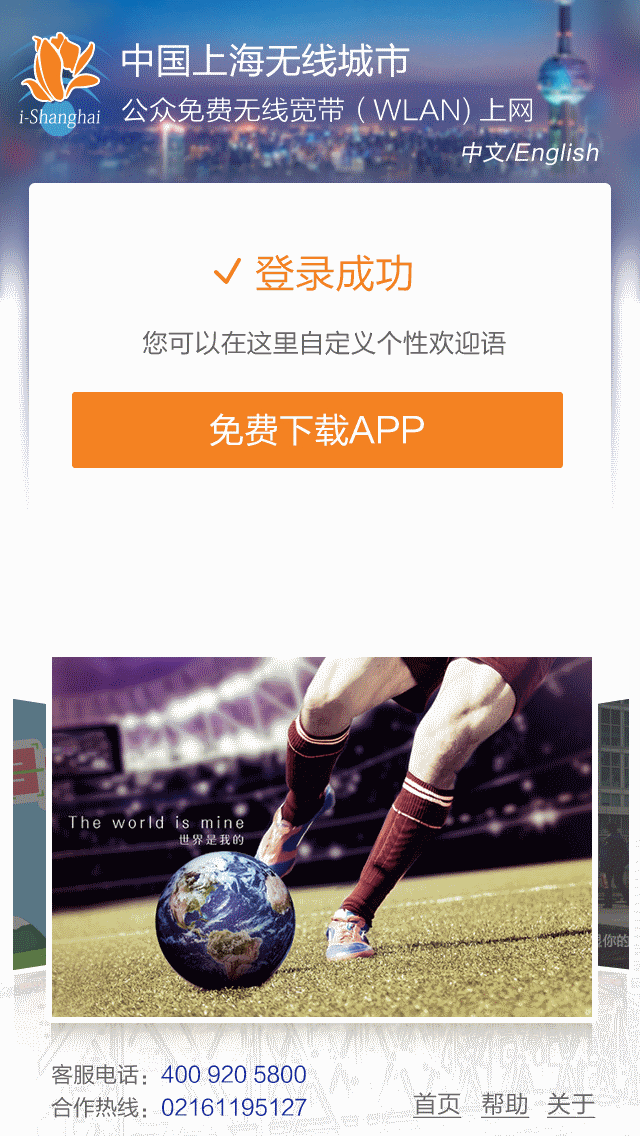 中国上海无线城市
i-Shanghai
公众免费无线宽带（WLAN)上网
中文/English
登录成功
您可以在这里自定义个性欢迎语
免费下载APP
The world is mine
世界是我的
你的
客服电话：400 920 5800
合作热线：02161195127
首页 帮助 关于